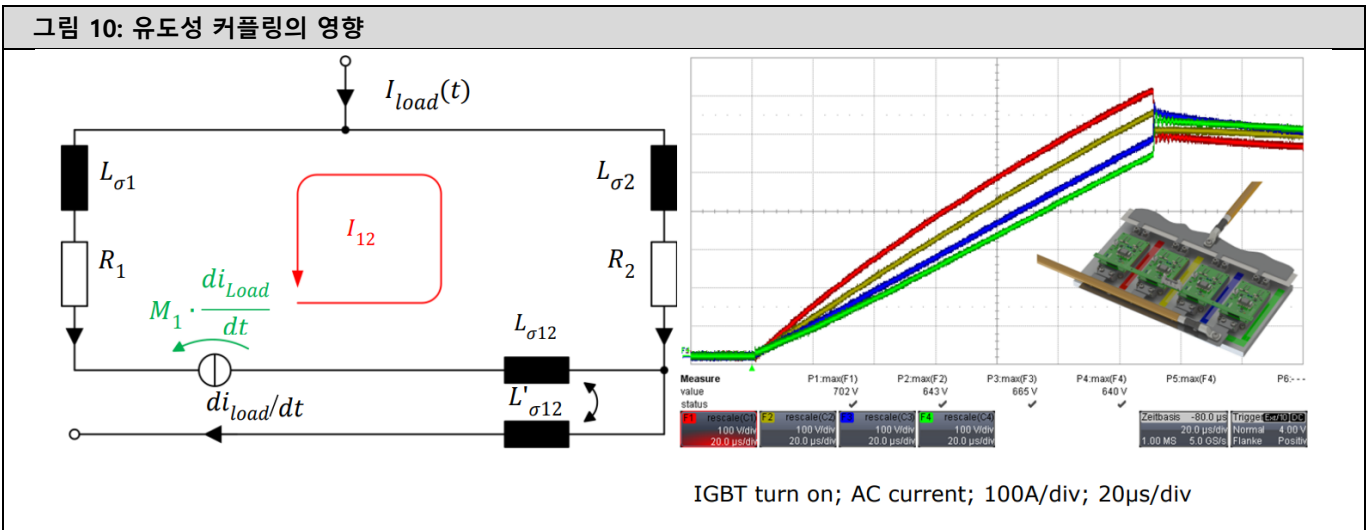 그림 10: 유도성 커플링의 영향
I_load(t)
L_σ1
L_σ2
I_12
R_1
R_2
M_1 · di_Load/dt
L_σ12
di_load/dt
L'_σ12
Measure P1:max(F1) P2:max(F2) P3:max(F3) P4:max(F4) P5:max(F4) P6:- - -
value 702 V 643 V 665 V 640 V
status ✓ ✓ ✓ ✓
F1 rescale(C1) F2 rescale(C2) rescale(C3) F4 rescale(C4) Zeitbasis -80.0 µs Trigger Ext/10 DC
100 V/div 100 V/div 100 V/div 100 V/div 20.0 µs/div Normal 4.00 V
20.0 µs/div 20.0 µs/div 20.0 µs/div 20.0 µs/div 1.00 MS 5.0 GS/s Flanke Positiv
IGBT turn on; AC current; 100A/div; 20µs/div